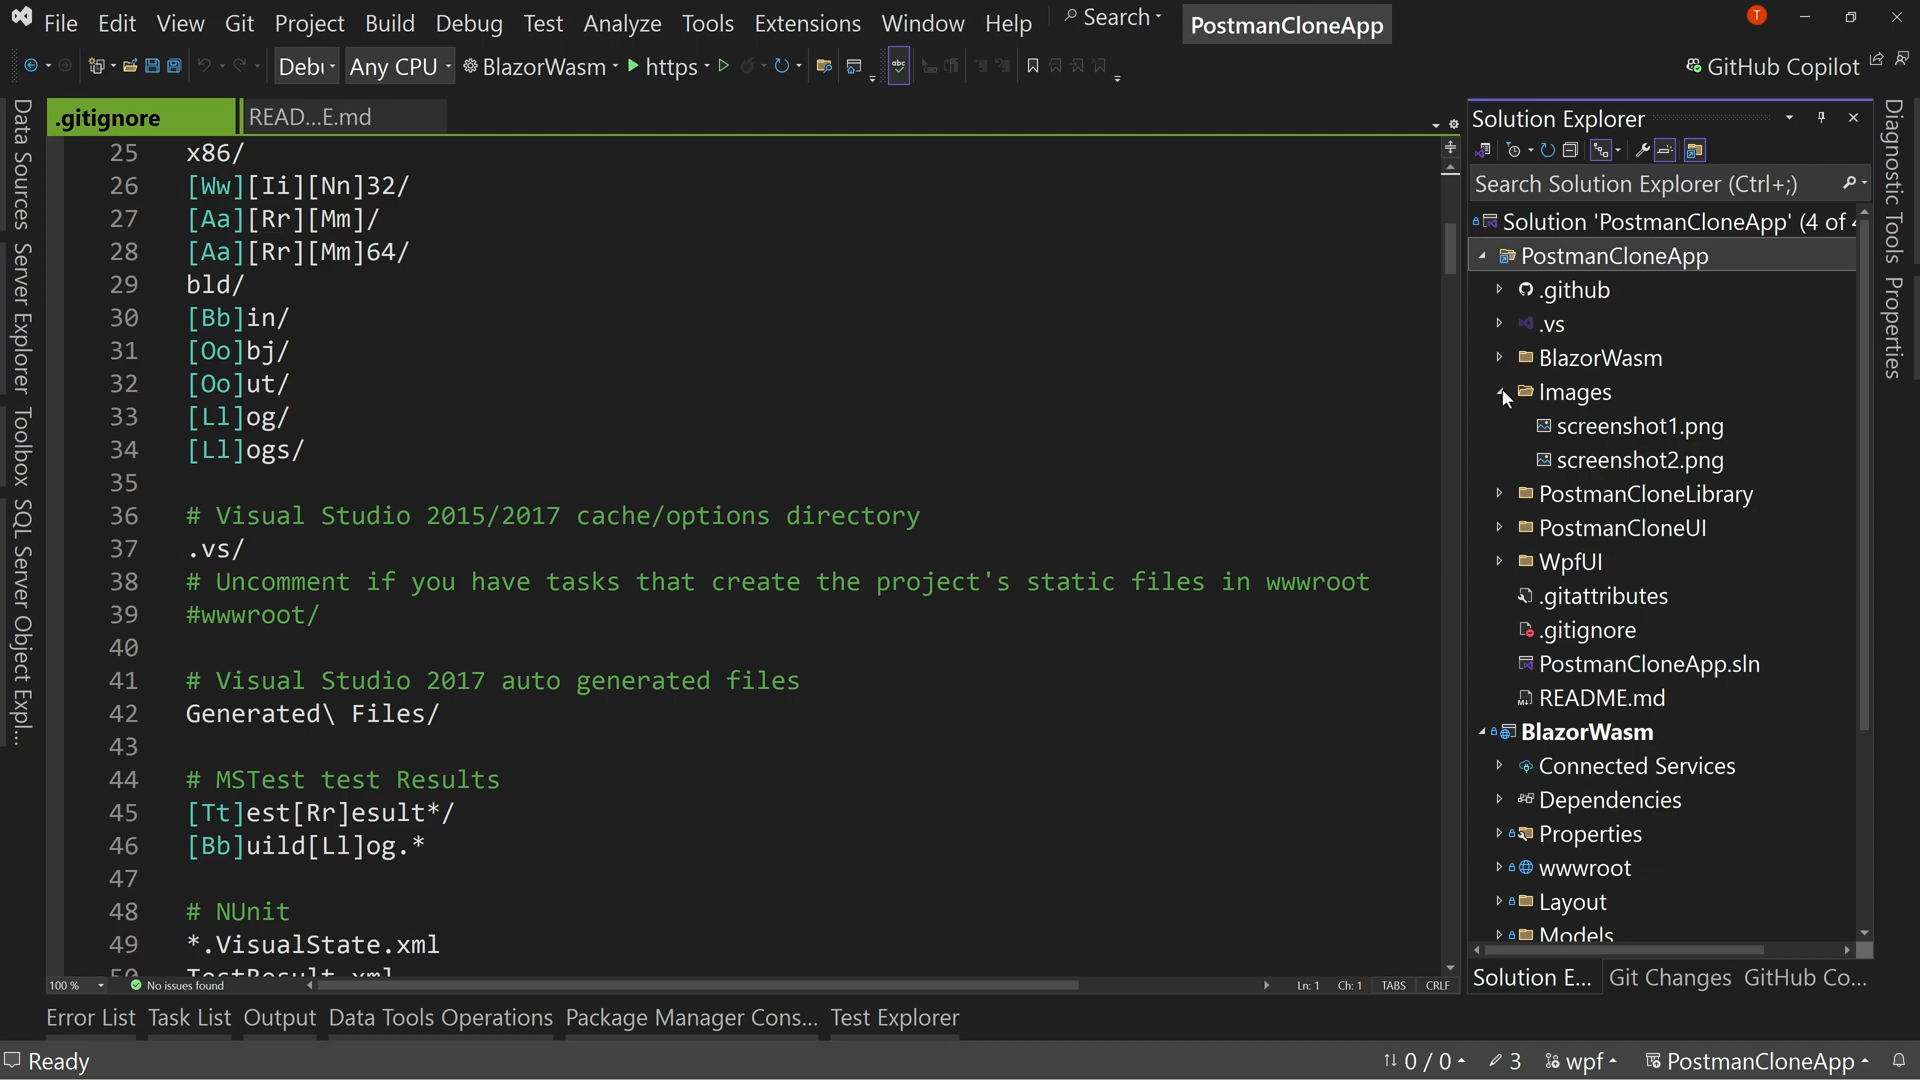 File Edit View Git Project Build Debug Test Analyze Tools Extensions Window Help Search PostmanCloneApp T
Any CPU BlazorWasm https abc GitHub Copilot
Data Sources
Server Explorer
Toolbox
SQL Server Object Expl...
.gitignore READ...E.md
25 x86/
26 [Ww][Ii][Nn]32/
27 [Aa][Rr][Mm]/
28 [Aa][Rr][Mm]64/
29 bld/
30 [Bb]in/
31 [Oo]bj/
32 [Oo]ut/
33 [Ll]og/
34 [Ll]ogs/
35
36 # Visual Studio 2015/2017 cache/options directory
37 .vs/
38 # Uncomment if you have tasks that create the project's static files in wwwroot
39 #wwwroot/
40
41 # Visual Studio 2017 auto generated files
42 Generated\ Files/
43
44 # MSTest test Results
45 [Tt]est[Rr]esult*/
46 [Bb]uild[Ll]og.*
47
48 # NUnit
49 *.VisualState.xml
50 TestResult.xml
100 % No issues found Ln: 1 Ch: 1 TABS CRLF
Solution Explorer
Search Solution Explorer (Ctrl+;)
Solution 'PostmanCloneApp' (4 of
PostmanCloneApp
.github
.vs
BlazorWasm
Images
screenshot1.png
screenshot2.png
PostmanCloneLibrary
PostmanCloneUI
WpfUI
.gitattributes
.gitignore
PostmanCloneApp.sln
README.md
BlazorWasm
Connected Services
Dependencies
Properties
wwwroot
Layout
Models
Solution E... Git Changes GitHub Co...
Diagnostic Tools
Properties
Error List Task List Output Data Tools Operations Package Manager Cons... Test Explorer
Ready 0 / 0 3 wpf PostmanCloneApp